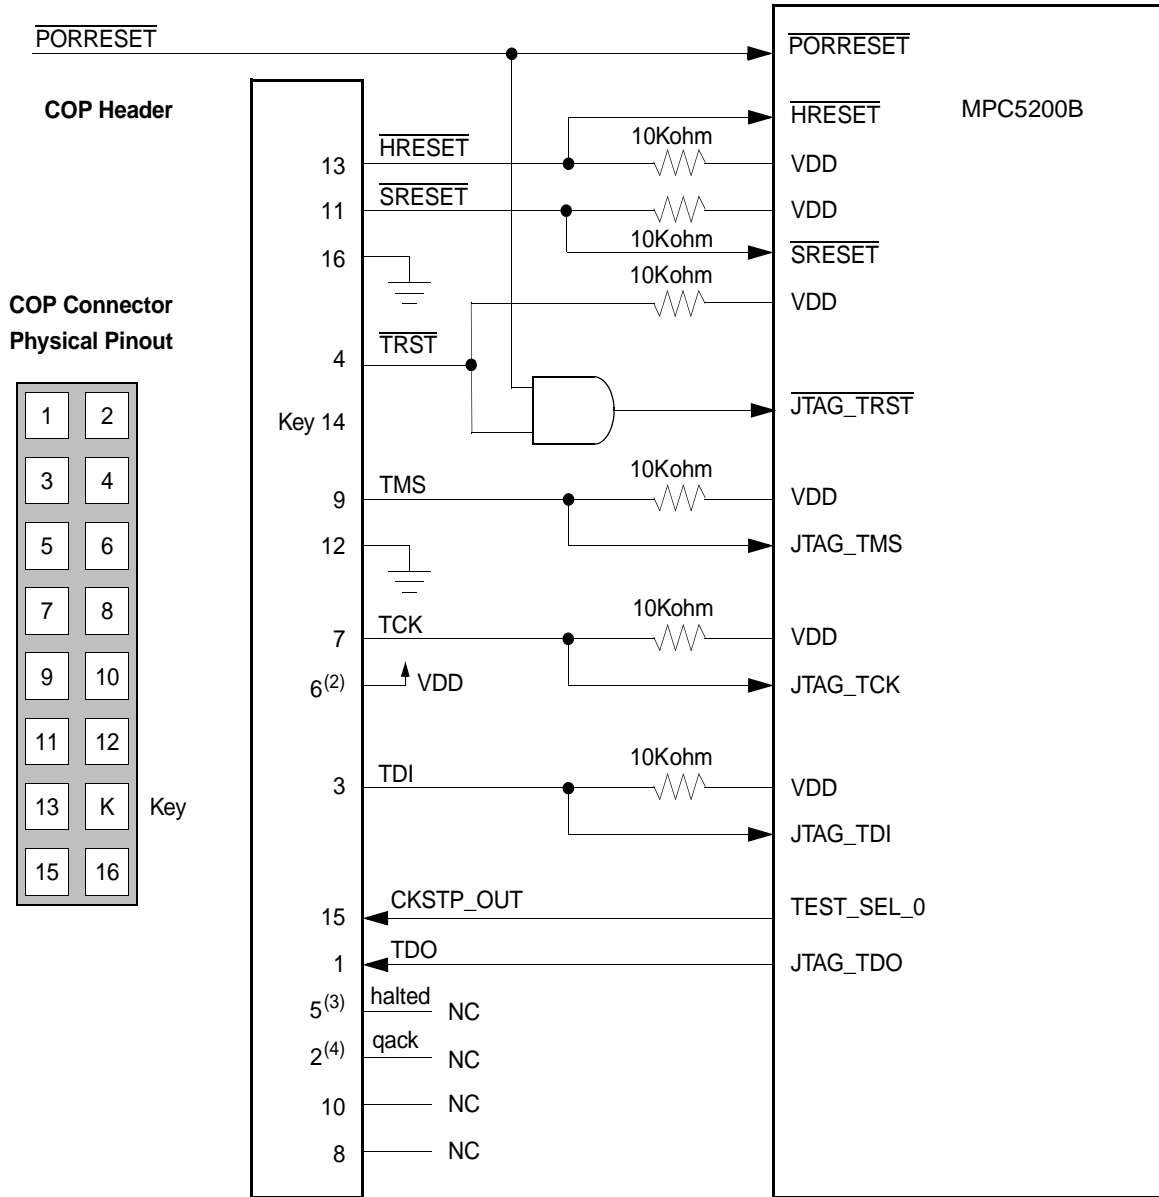 PORRESET
PORRESET
COP Header
HRESET
MPC5200B
10Kohm
13
HRESET
VDD
11
SRESET
VDD
10Kohm
16
SRESET
10Kohm
COP Connector
Physical Pinout
VDD
4
TRST
1 2
Key 14
JTAG_TRST
3 4
10Kohm
9
TMS
VDD
5 6
12
JTAG_TMS
7 8
10Kohm
7
TCK
VDD
9 10
6(2)
VDD
JTAG_TCK
11 12
10Kohm
3
TDI
VDD
13 K Key
JTAG_TDI
15 16
15
CKSTP_OUT
TEST_SEL_0
1
TDO
JTAG_TDO
5(3)
halted
NC
2(4)
qack
NC
10
NC
8
NC